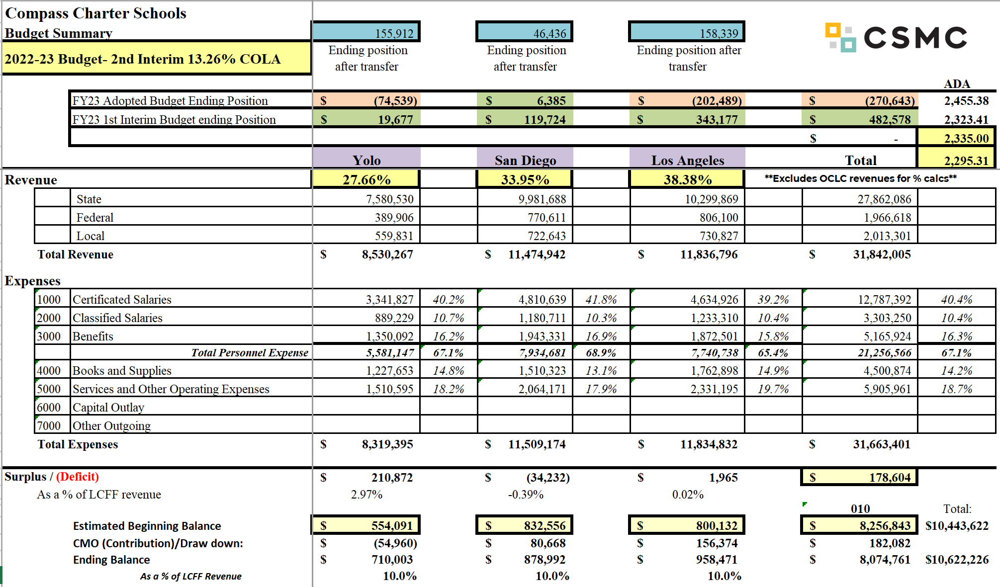 Compass Charter Schools
Budget Summary 155,912 46,436 158,339 CSMC
2022-23 Budget- 2nd Interim 13.26% COLA
Ending position after transfer Ending position after transfer Ending position after transfer
ADA
FY23 Adopted Budget Ending Position $ (74,539) $ 6,385 $ (202,489) $ (270,643) 2,455.38
FY23 1st Interim Budget ending Position $ 19,677 $ 119,724 $ 343,177 $ 482,578 2,323.41
$ - 2,335.00
Yolo San Diego Los Angeles Total 2,295.31
Revenue 27.66% 33.95% 38.38% **Excludes OCLC revenues for % calcs**
State 7,580,530 9,981,688 10,299,869 27,862,086
Federal 389,906 770,611 806,100 1,966,618
Local 559,831 722,643 730,827 2,013,301
Total Revenue $ 8,530,267 $ 11,474,942 $ 11,836,796 $ 31,842,005
Expenses
1000 Certificated Salaries 3,341,827 40.2% 4,810,639 41.8% 4,634,926 39.2% 12,787,392 40.4%
2000 Classified Salaries 889,229 10.7% 1,180,711 10.3% 1,233,310 10.4% 3,303,250 10.4%
3000 Benefits 1,350,092 16.2% 1,943,331 16.9% 1,872,501 15.8% 5,165,924 16.3%
Total Personnel Expense 5,581,147 67.1% 7,934,681 68.9% 7,740,738 65.4% 21,256,566 67.1%
4000 Books and Supplies 1,227,653 14.8% 1,510,323 13.1% 1,762,898 14.9% 4,500,874 14.2%
5000 Services and Other Operating Expenses 1,510,595 18.2% 2,064,171 17.9% 2,331,195 19.7% 5,905,961 18.7%
6000 Capital Outlay
7000 Other Outgoing
Total Expenses $ 8,319,395 $ 11,509,174 $ 11,834,832 $ 31,663,401
Surplus / (Deficit) $ 210,872 $ (34,232) $ 1,965 $ 178,604
As a % of LCFF revenue 2.97% -0.39% 0.02%
010 Total:
Estimated Beginning Balance $ 554,091 $ 832,556 $ 800,132 $ 8,256,843 $10,443,622
CMO (Contribution)/Draw down: $ (54,960) $ 80,668 $ 156,374 $ 182,082
Ending Balance $ 710,003 $ 878,992 $ 958,471 $ 8,074,761 $10,622,226
As a % of LCFF Revenue 10.0% 10.0% 10.0%